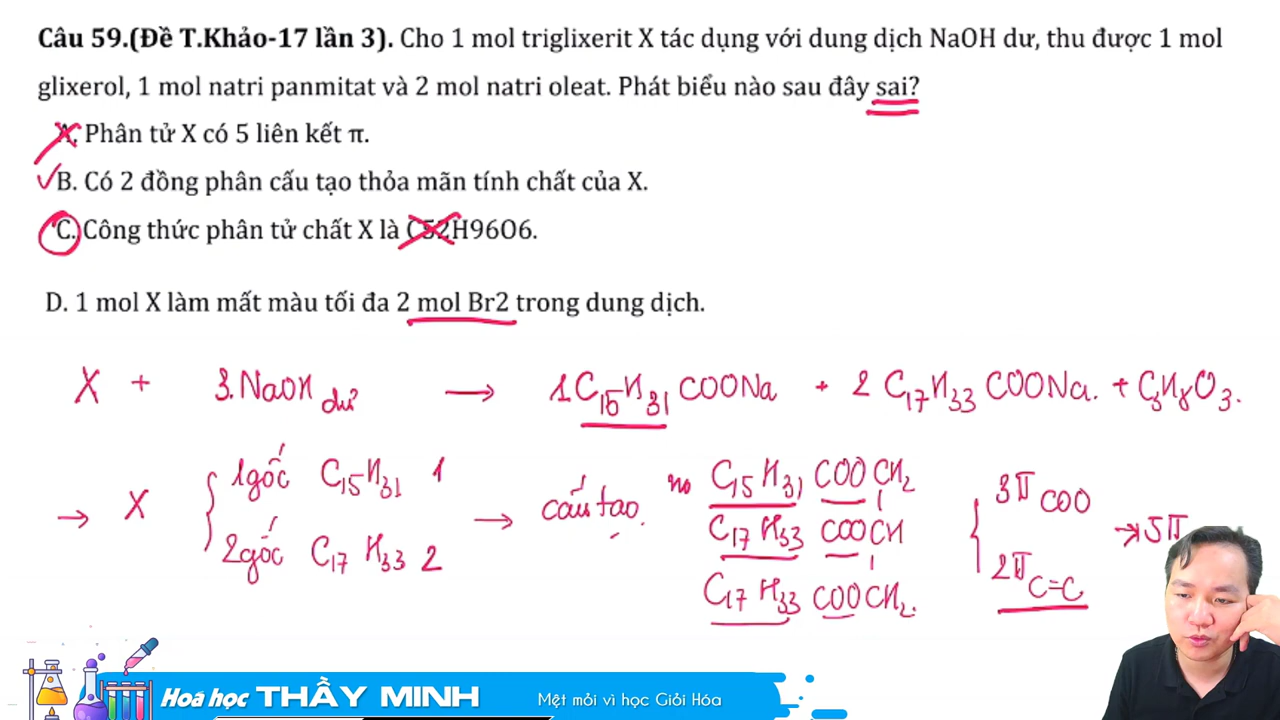 Câu 59.(Đề T.Khảo-17 lần 3). Cho 1 mol triglixerit X tác dụng với dung dịch NaOH dư, thu được 1 mol
glixerol, 1 mol natri panmitat và 2 mol natri oleat. Phát biểu nào sau đây sai?
A. Phân tử X có 5 liên kết π.
B. Có 2 đồng phân cấu tạo thỏa mãn tính chất của X.
C. Công thức phân tử chất X là C52H96O6.
D. 1 mol X làm mất màu tối đa 2 mol Br2 trong dung dịch.
X + 3.NaOH dư → 1C15H31COONa + 2C17H33COONa. + C3H8O3.
→ X { 1 gốc C15H31 1
2 gốc C17H33 2
→ cấu tạo. no C15H31COOCH2
C17H33COOCH
C17H33COOCH2.
{ 3π COO
2π C=C
→ 5π
Hoá học THẦY MINH
Mệt mỏi vì học Giỏi Hóa